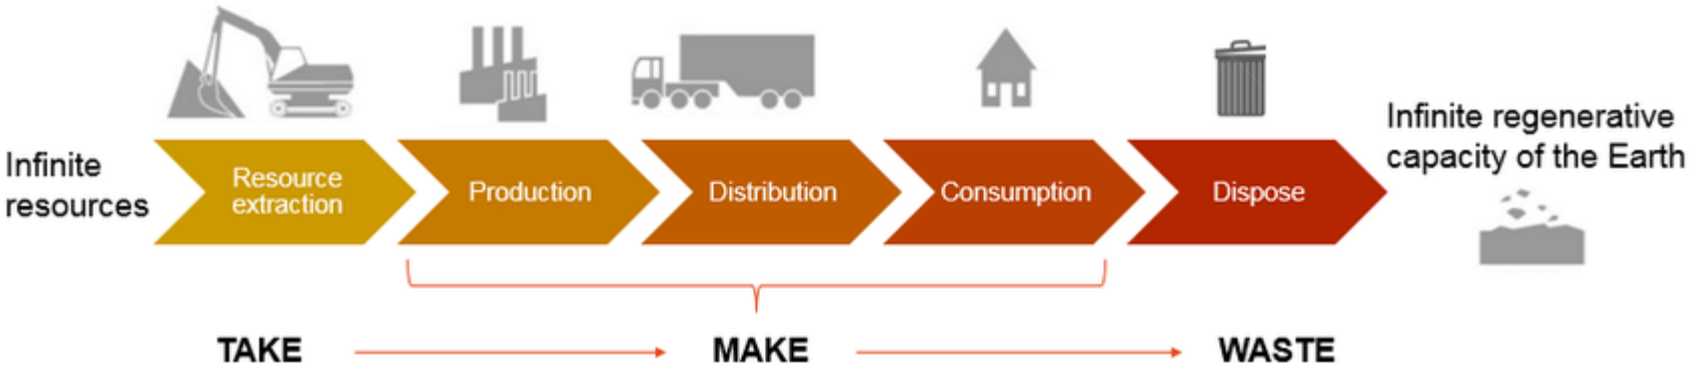 Infinite
resources
Resource
extraction
Production
Distribution
Consumption
Dispose
Infinite regenerative
capacity of the Earth
TAKE
MAKE
WASTE